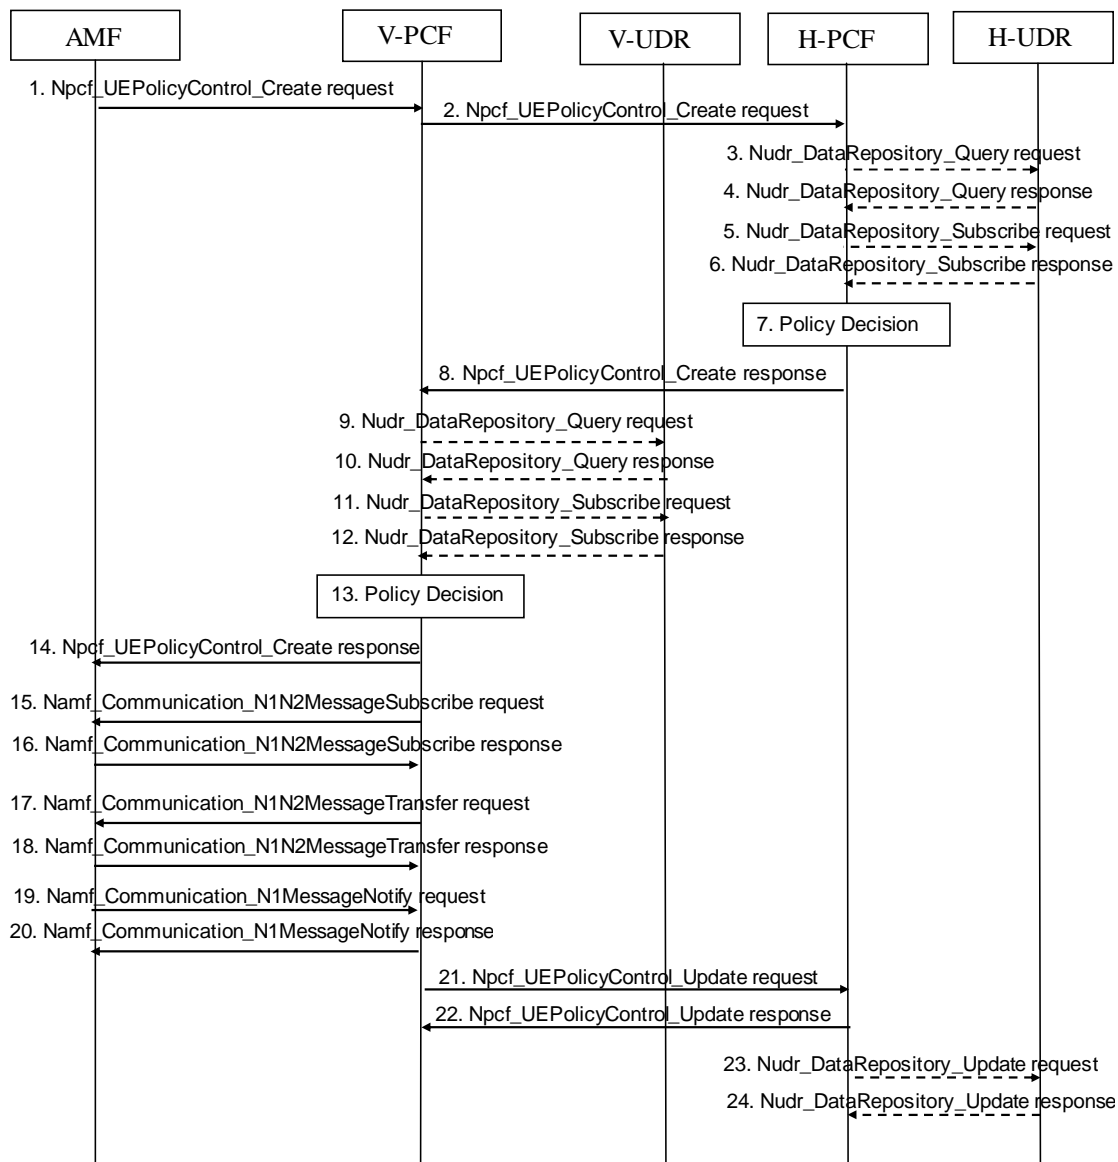 AMF
V-PCF
V-UDR
H-PCF
H-UDR
1. Npcf_UEPolicyControl_Create request
2. Npcf_UEPolicyControl_Create request
3. Nudr_DataRepository_Query request
4. Nudr_DataRepository_Query response
5. Nudr_DataRepository_Subscribe request
6. Nudr_DataRepository_Subscribe response
7. Policy Decision
8. Npcf_UEPolicyControl_Create response
9. Nudr_DataRepository_Query request
10. Nudr_DataRepository_Query response
11. Nudr_DataRepository_Subscribe request
12. Nudr_DataRepository_Subscribe response
13. Policy Decision
14. Npcf_UEPolicyControl_Create response
15. Namf_Communication_N1N2MessageSubscribe request
16. Namf_Communication_N1N2MessageSubscribe response
17. Namf_Communication_N1N2MessageTransfer request
18. Namf_Communication_N1N2MessageTransfer response
19. Namf_Communication_N1MessageNotify request
20. Namf_Communication_N1MessageNotify response
21. Npcf_UEPolicyControl_Update request
22. Npcf_UEPolicyControl_Update response
23. Nudr_DataRepository_Update request
24. Nudr_DataRepository_Update response